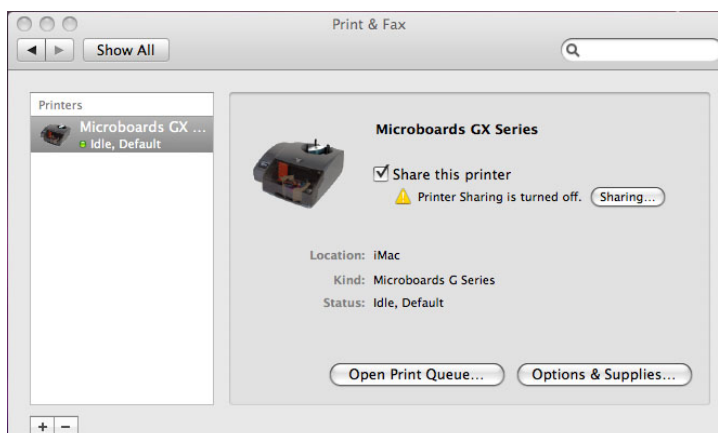 Print & Fax
Show All
Printers
Microboards GX ...
Idle, Default
Microboards GX Series
Share this printer
Printer Sharing is turned off. Sharing...
Location: iMac
Kind: Microboards G Series
Status: Idle, Default
Open Print Queue... Options & Supplies...
+ −